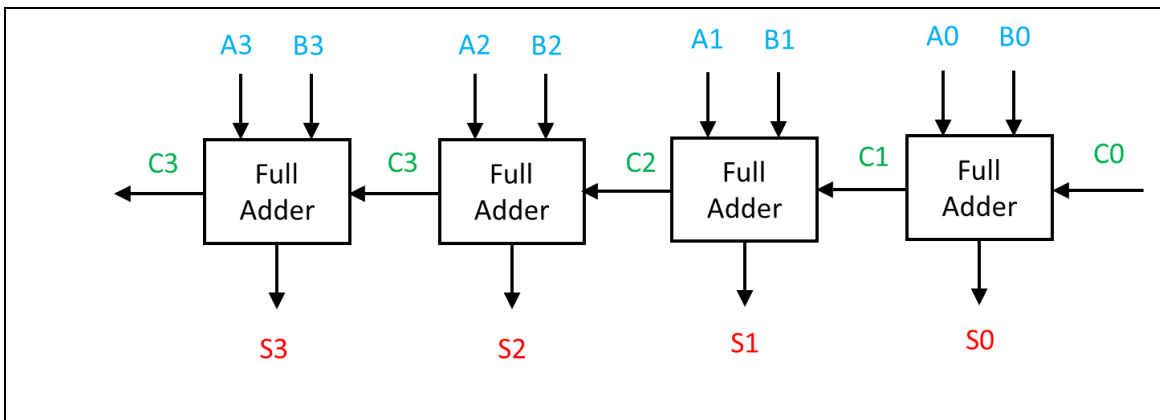 A3 B3 A2 B2 A1 B1 A0 B0
C3 Full Adder C3 Full Adder C2 Full Adder C1 Full Adder C0
S3 S2 S1 S0